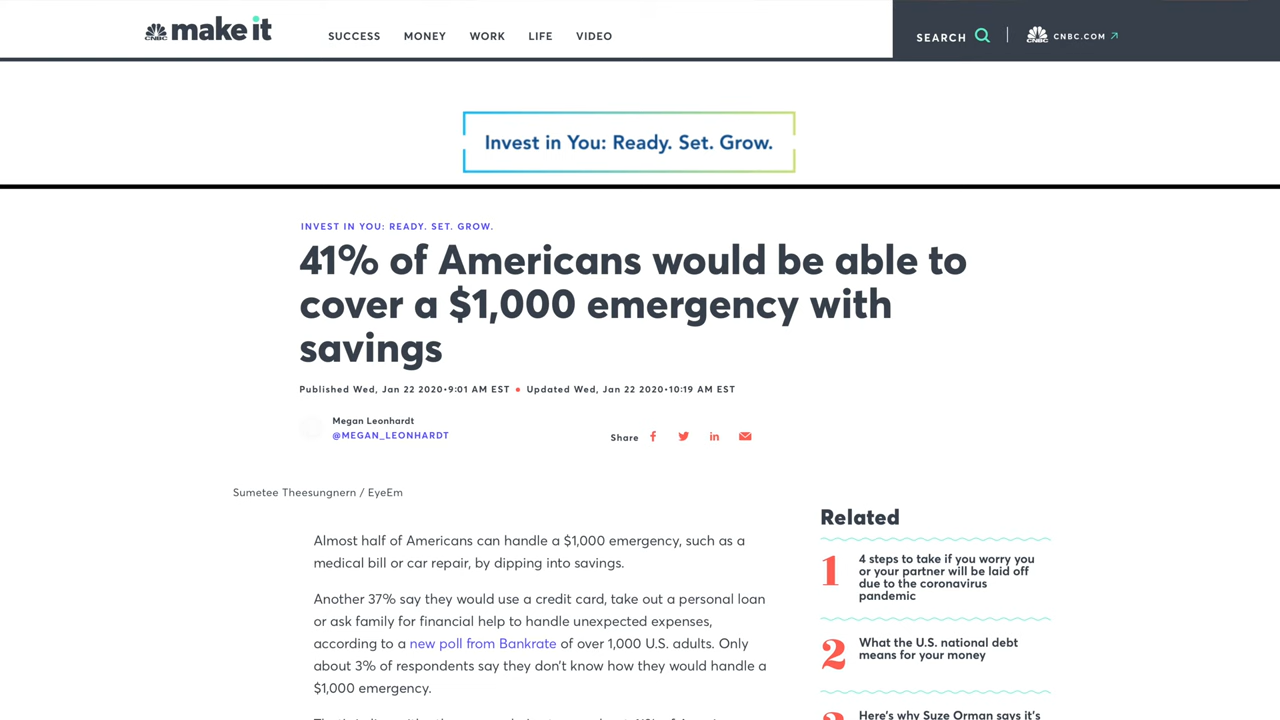 CNBC make it
SUCCESS MONEY WORK LIFE VIDEO
SEARCH
CNBC.COM
Invest in You: Ready. Set. Grow.
INVEST IN YOU: READY. SET. GROW.
41% of Americans would be able to
cover a $1,000 emergency with
savings
Published Wed, Jan 22 2020•9:01 AM EST • Updated Wed, Jan 22 2020•10:19 AM EST
Megan Leonhardt
@MEGAN_LEONHARDT
Share
Sumetee Theesungnern / EyeEm
Almost half of Americans can handle a $1,000 emergency, such as a
medical bill or car repair, by dipping into savings.
Another 37% say they would use a credit card, take out a personal loan
or ask family for financial help to handle unexpected expenses,
according to a new poll from Bankrate of over 1,000 U.S. adults. Only
about 3% of respondents say they don't know how they would handle a
$1,000 emergency.
Related
1
4 steps to take if you worry you
or your partner will be laid off
due to the coronavirus
pandemic
2
What the U.S. national debt
means for your money
Here's why Suze Orman says it's